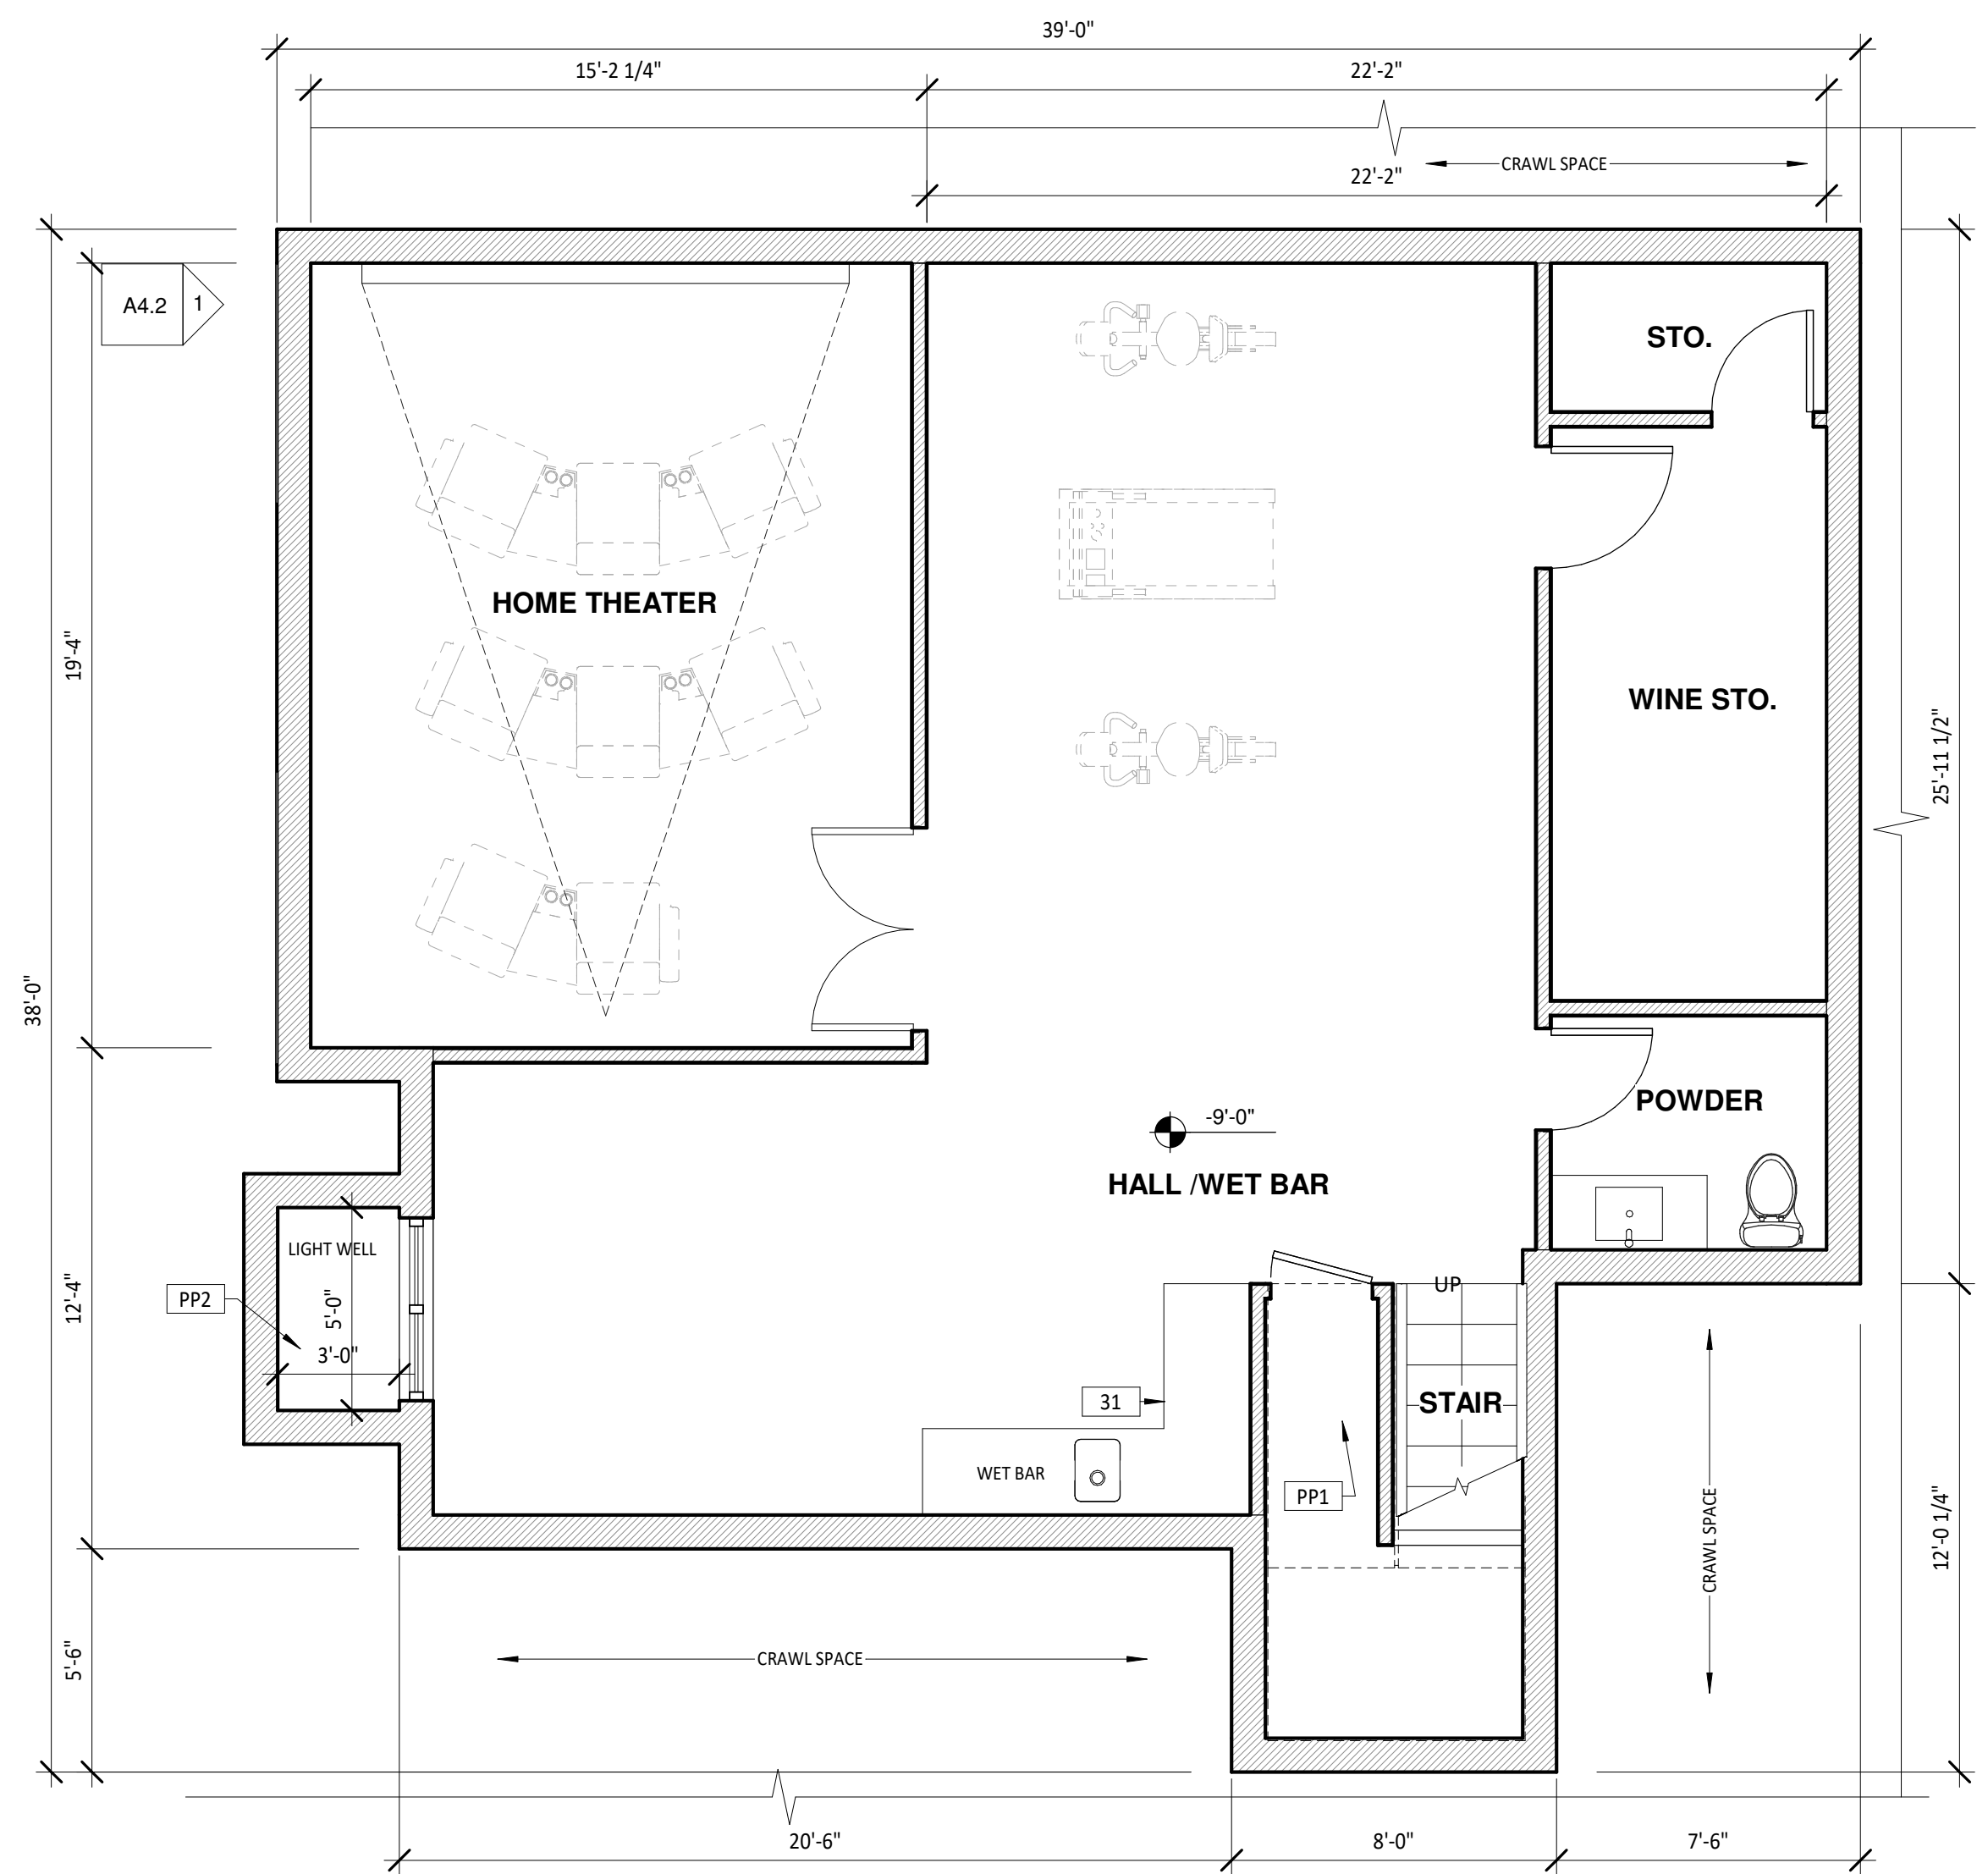 39'-0"
15'-2 1/4"
22'-2"
CRAWL SPACE
22'-2"
A4.2
1
STO.
HOME THEATER
19'-4"
WINE STO.
25'-11 1/2"
38'-0"
POWDER
-9'-0"
HALL /WET BAR
LIGHT WELL
UP
PP2
5'-0"
12'-4"
3'-0"
31
STAIR
WET BAR
PP1
CRAWL SPACE
12'-0 1/4"
5'-6"
CRAWL SPACE
20'-6"
8'-0"
7'-6"